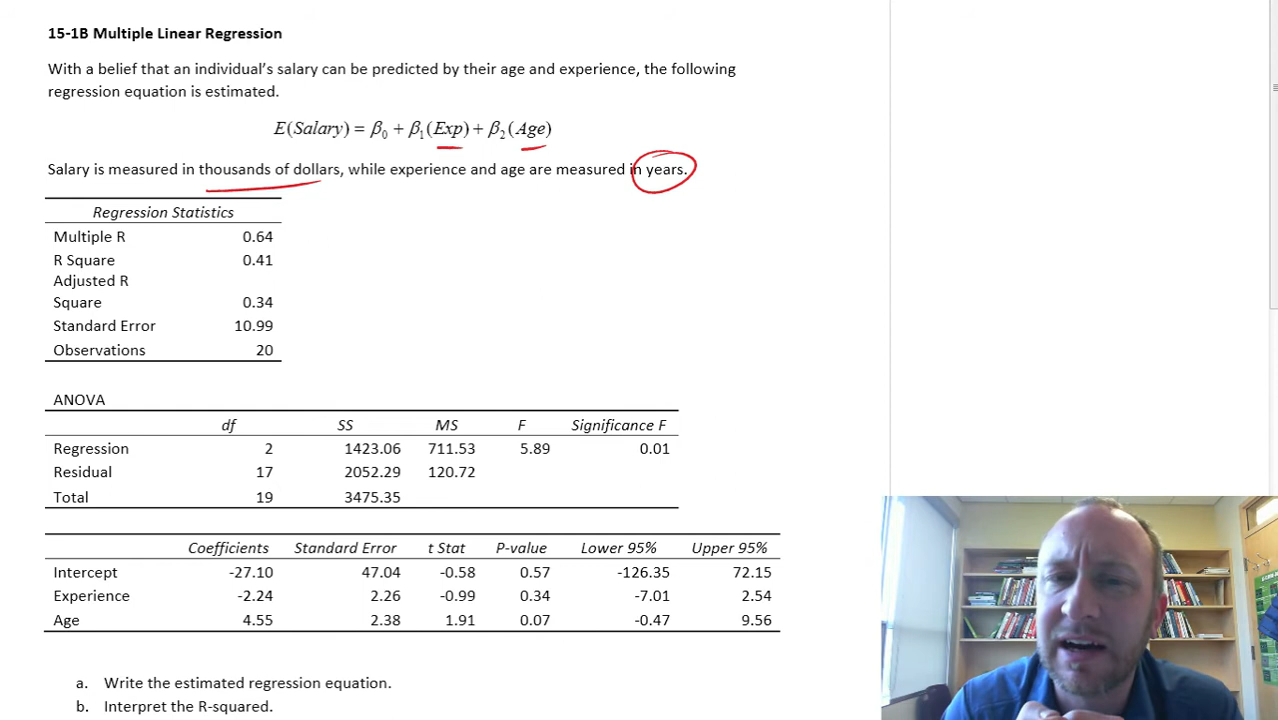 15-1B Multiple Linear Regression
With a belief that an individual's salary can be predicted by their age and experience, the following
regression equation is estimated.
E(Salary) = β₀ + β₁(Exp) + β₂(Age)
Salary is measured in thousands of dollars, while experience and age are measured in years.
Regression Statistics
Multiple R 0.64
R Square 0.41
Adjusted R
Square 0.34
Standard Error 10.99
Observations 20
ANOVA
df SS MS F Significance F
Regression 2 1423.06 711.53 5.89 0.01
Residual 17 2052.29 120.72
Total 19 3475.35
Coefficients Standard Error t Stat P-value Lower 95% Upper 95%
Intercept -27.10 47.04 -0.58 0.57 -126.35 72.15
Experience -2.24 2.26 -0.99 0.34 -7.01 2.54
Age 4.55 2.38 1.91 0.07 -0.47 9.56
a. Write the estimated regression equation.
b. Interpret the R-squared.